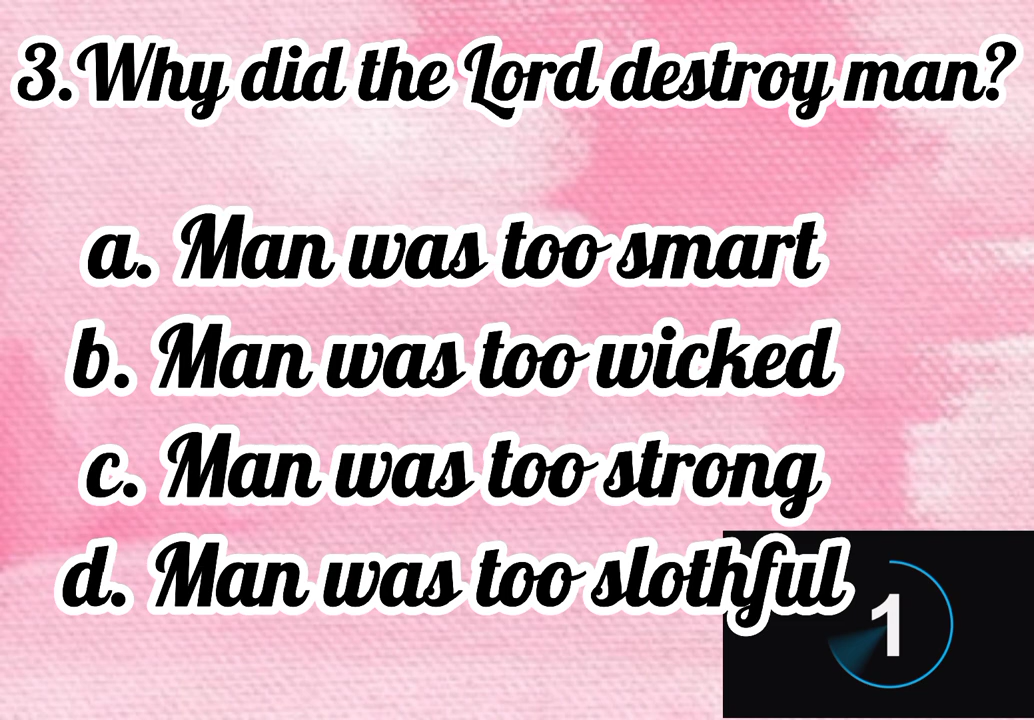 3. Why did the Lord destroy man?
a. Man was too smart
b. Man was too wicked
c. Man was too strong
d. Man was too slothful
1